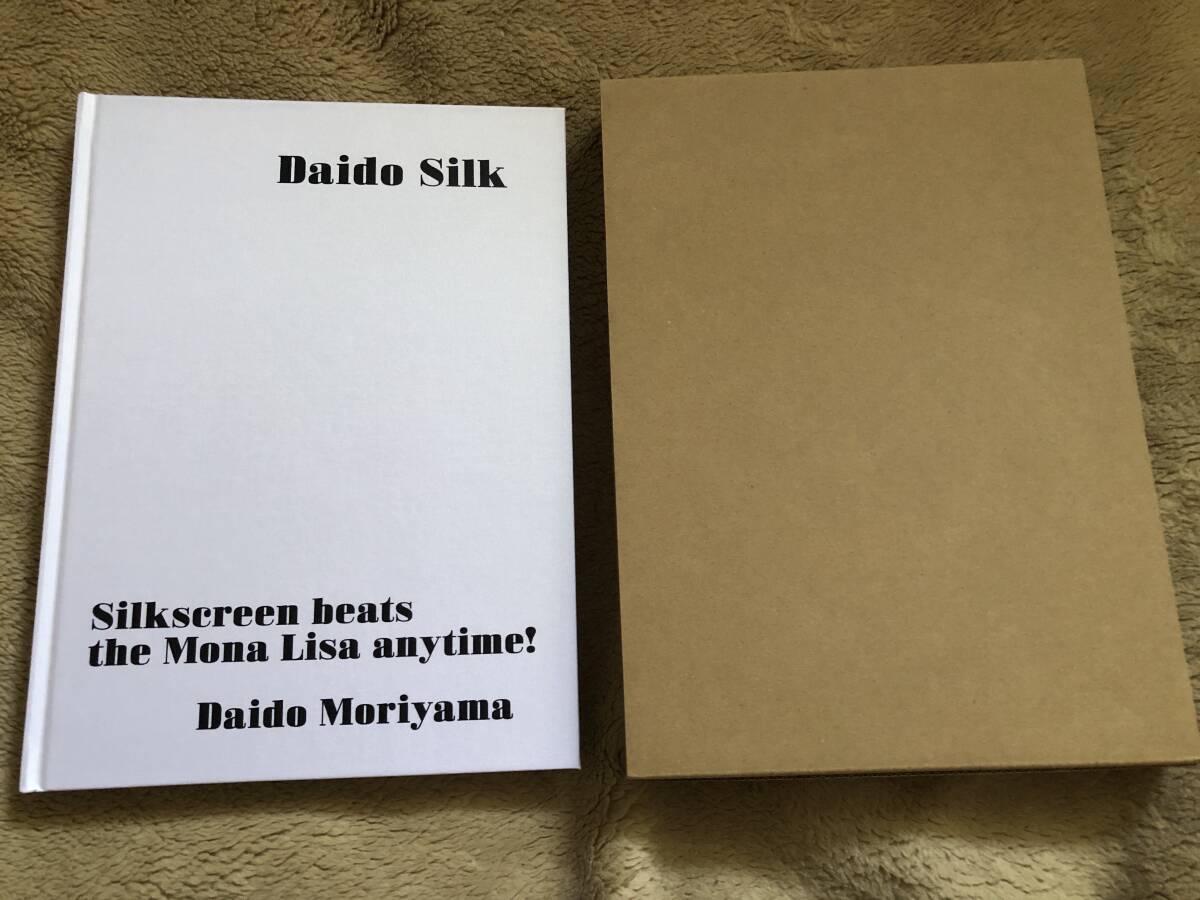 Daido Silk
Silkscreen beats
the Mona Lisa anytime!
Daido Moriyama